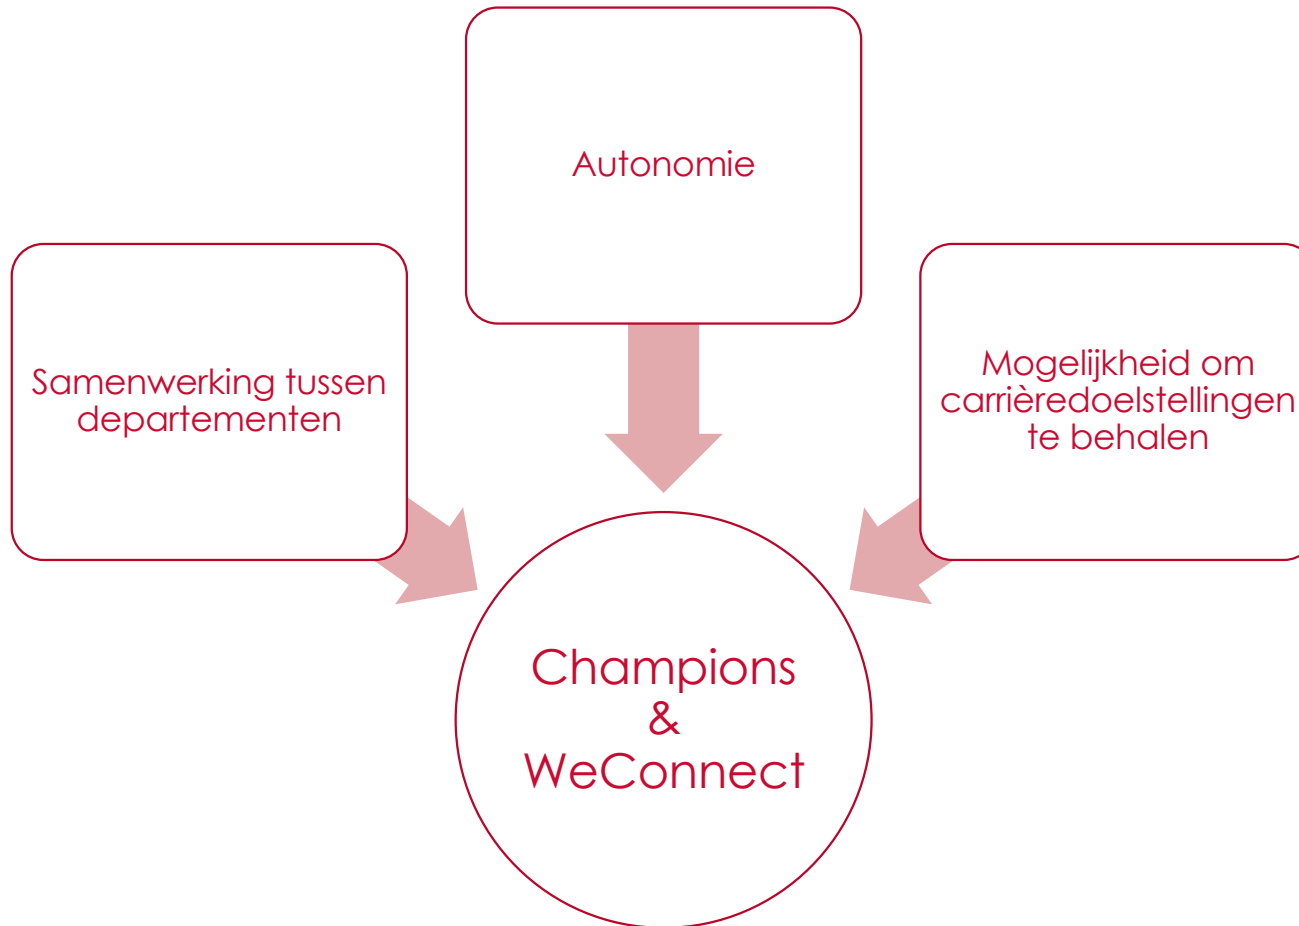 Autonomie
Samenwerking tussen
departementen
Mogelijkheid om
carrièredoelstellingen
te behalen
Champions
&
WeConnect